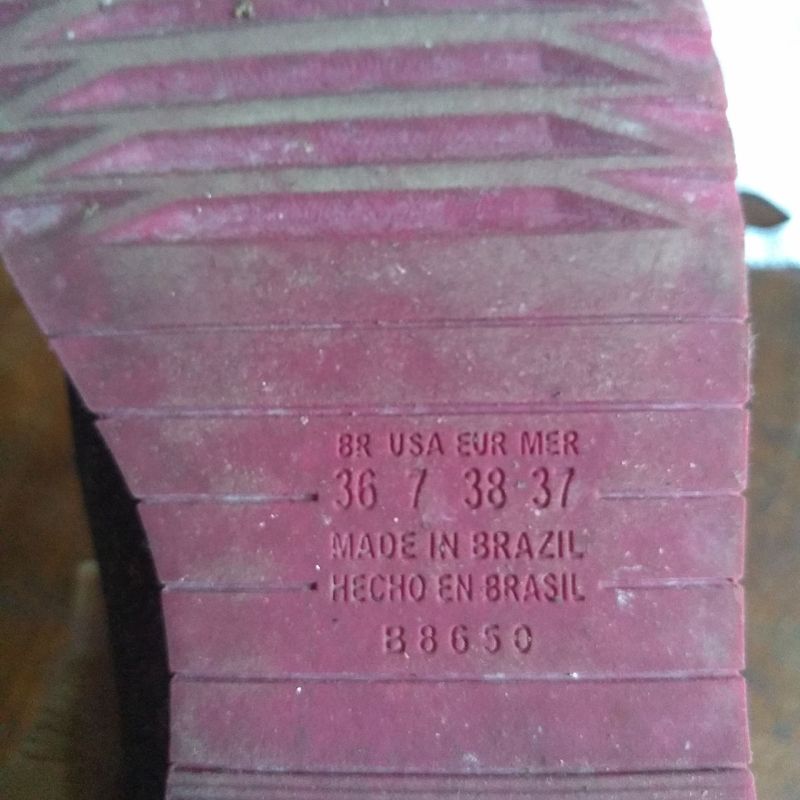 BR USA EUR MER
36 7 38 37
MADE IN BRAZIL
HECHO EN BRASIL
B8650